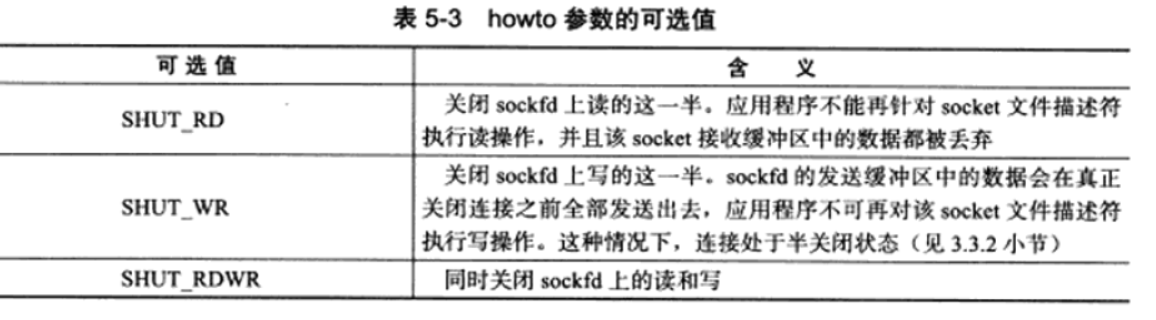 表 5-3 howto 参数的可选值
可 选 值
含 义
SHUT_RD
关闭 sockfd 上读的这一半。应用程序不能再针对 socket 文件描述符
执行读操作，并且该 socket 接收缓冲区中的数据都被丢弃
SHUT_WR
关闭 sockfd 上写的这一半。sockfd 的发送缓冲区中的数据会在真正
关闭连接之前全部发送出去，应用程序不可再对该 socket 文件描述符
执行写操作。这种情况下，连接处于半关闭状态（见 3.3.2 小节）
SHUT_RDWR
同时关闭 sockfd 上的读和写